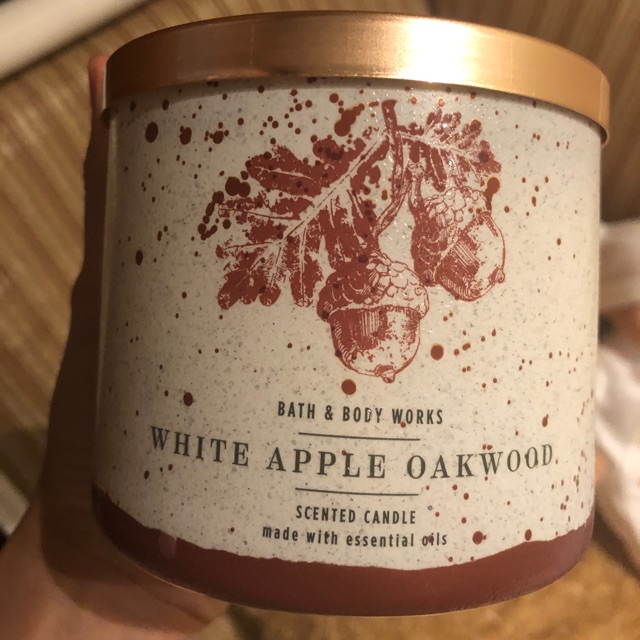 BATH & BODY WORKS
WHITE APPLE OAKWOOD
SCENTED CANDLE
made with essential oils